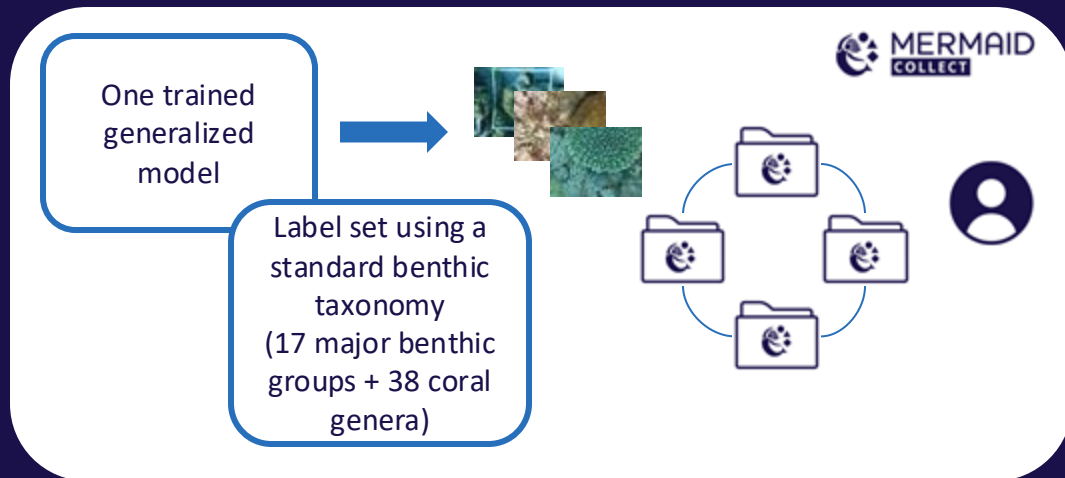 One trained
generalized
model
Label set using a
standard benthic
taxonomy
(17 major benthic
groups + 38 coral
genera)
MERMAID
COLLECT